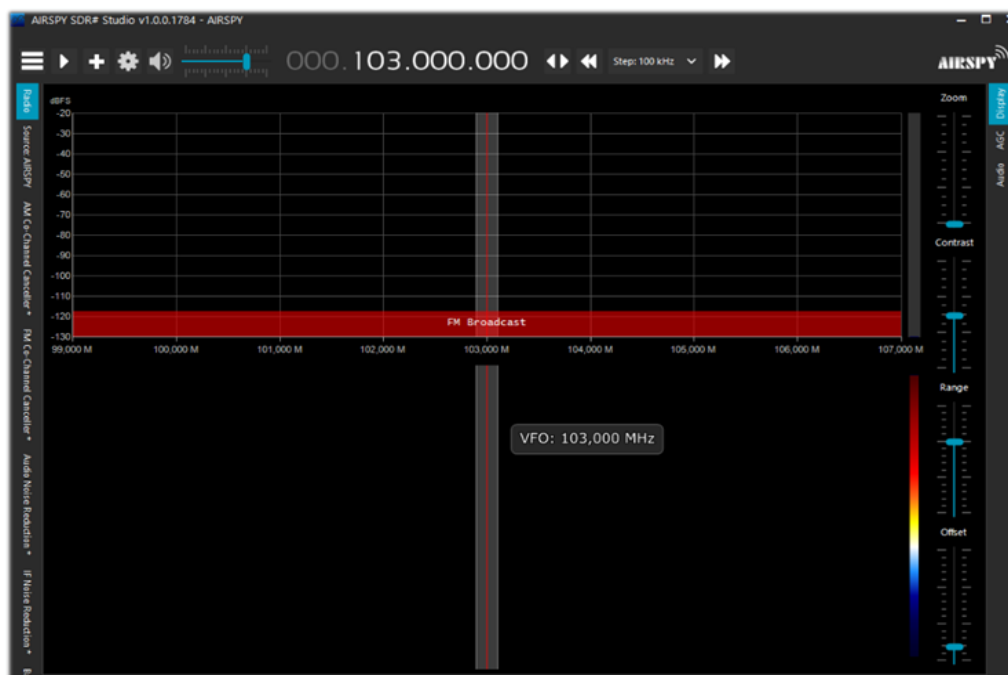 AIRSPY SDR# Studio v1.0.0.1784 - AIRSPY
000.103.000.000
Step: 100 kHz
AIRSPY
Radio
Source: AIRSPY
AM Co-Channel Canceller *
FM Co-Channel Canceller *
Audio Noise Reduction *
IF Noise Reduction *
dBFS
-20
-30
-40
-50
-60
-70
-80
-90
-100
-110
-120
-130
FM Broadcast
99,000 M 100,000 M 101,000 M 102,000 M 103,000 M 104,000 M 105,000 M 106,000 M 107,000 M
VFO: 103,000 MHz
Zoom
Contrast
Range
Offset
Display
AGC
Audio